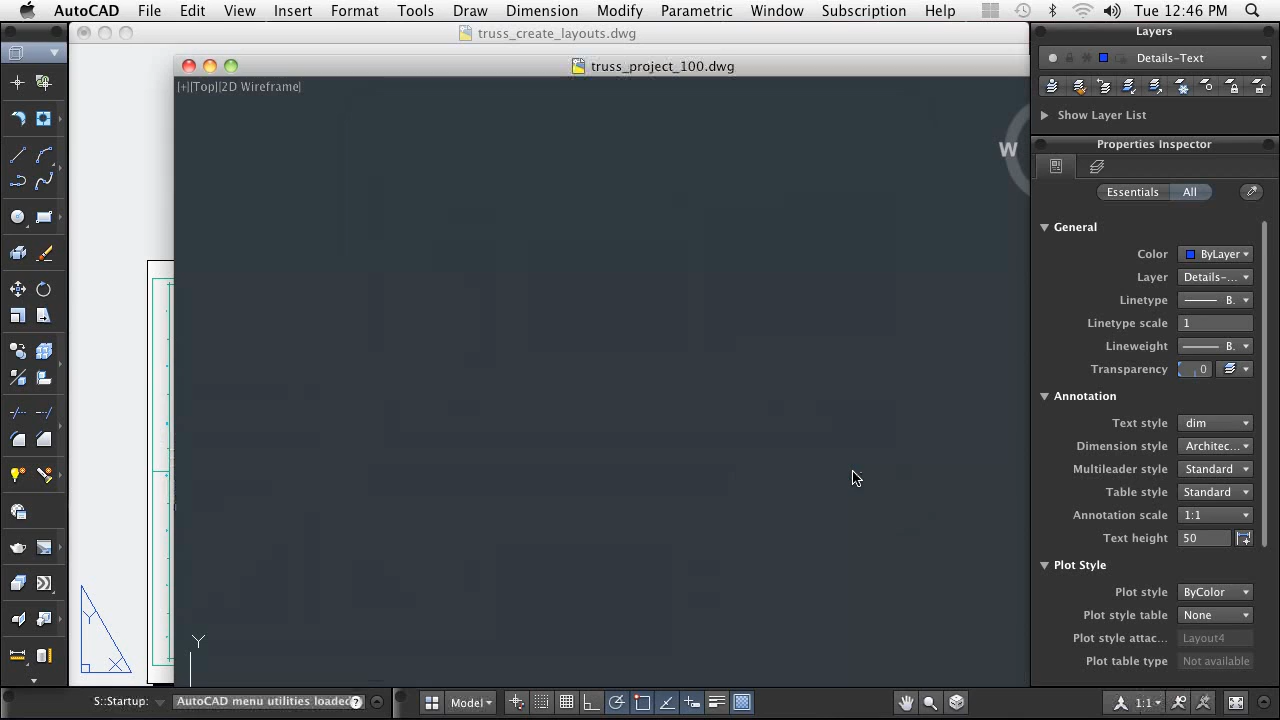 AutoCAD File Edit View Insert Format Tools Draw Dimension Modify Parametric Window Subscription Help Tue 12:46 PM
truss_create_layouts.dwg
truss_project_100.dwg
[+][Top][2D Wireframe]
W
Y
Y
X
Layers
Details-Text
Show Layer List
Properties Inspector
Essentials All
General
Color ByLayer
Layer Details-...
Linetype B.
Linetype scale 1
Lineweight B.
Transparency 0
Annotation
Text style dim
Dimension style Architec...
Multileader style Standard
Table style Standard
Annotation scale 1:1
Text height 50
Plot Style
Plot style ByColor
Plot style table None
Plot style attac... Layout4
Plot table type Not available
S::Startup: AutoCAD menu utilities loaded ?
Model
1:1